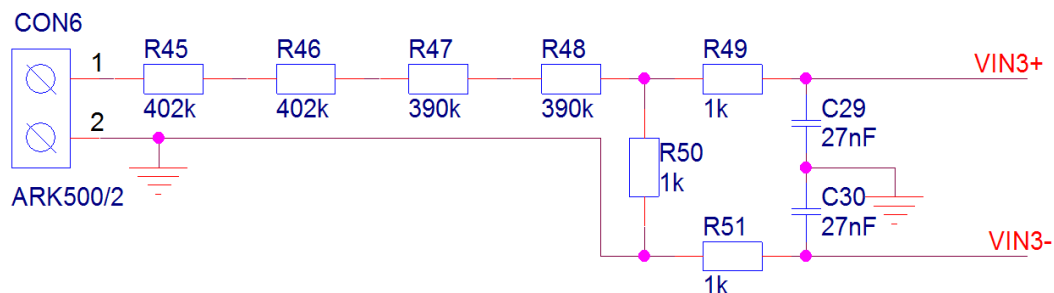 CON6
1
R45
R46
R47
R48
R49
VIN3+
402k
402k
390k
390k
1k
2
C29
27nF
R50
1k
ARK500/2
C30
27nF
R51
1k
VIN3-